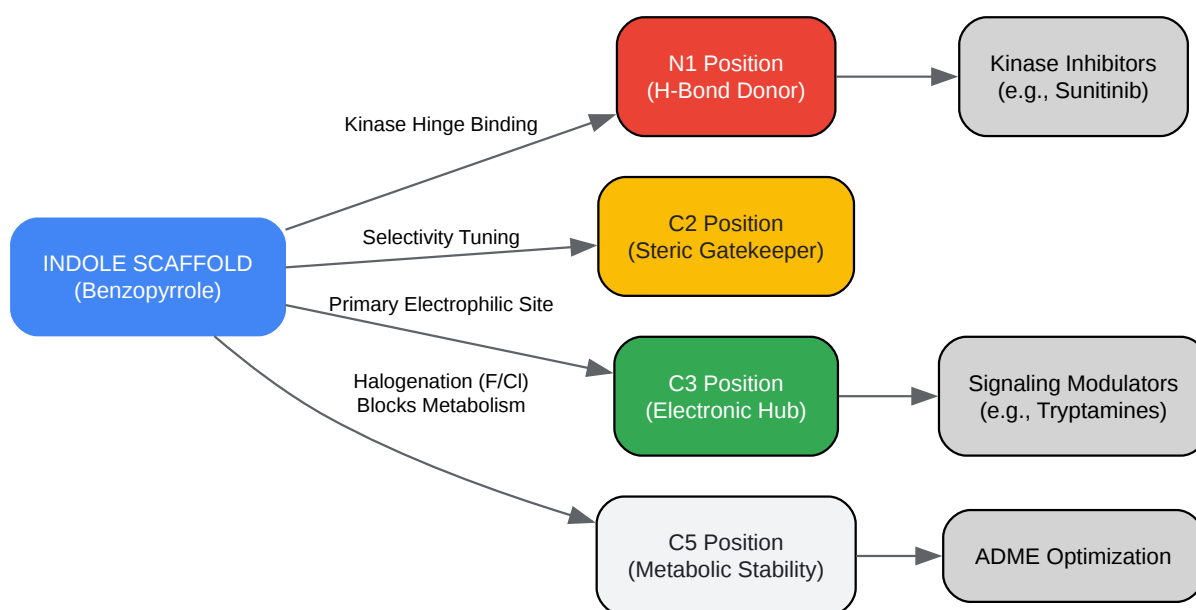 N1 Position
(H-Bond Donor)
Kinase Inhibitors
(e.g., Sunitinib)
Kinase Hinge Binding
C2 Position
(Steric Gatekeeper)
Selectivity Tuning
INDOLE SCAFFOLD
(Benzopyrrole)
Primary Electrophilic Site
C3 Position
(Electronic Hub)
Signaling Modulators
(e.g., Tryptamines)
Halogenation (F/Cl)
Blocks Metabolism
C5 Position
(Metabolic Stability)
ADME Optimization